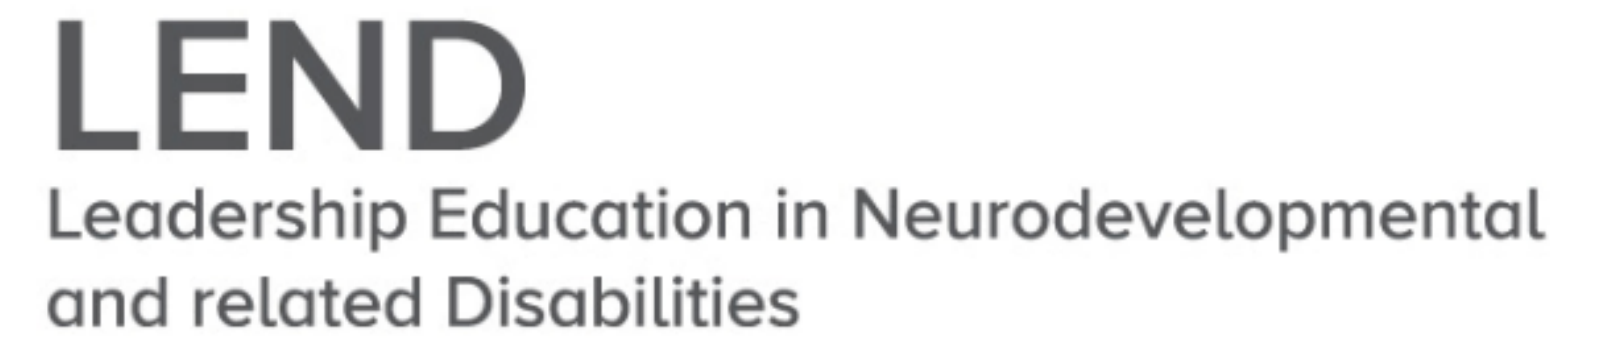 LEND
Leadership Education in Neurodevelopmental
and related Disabilities